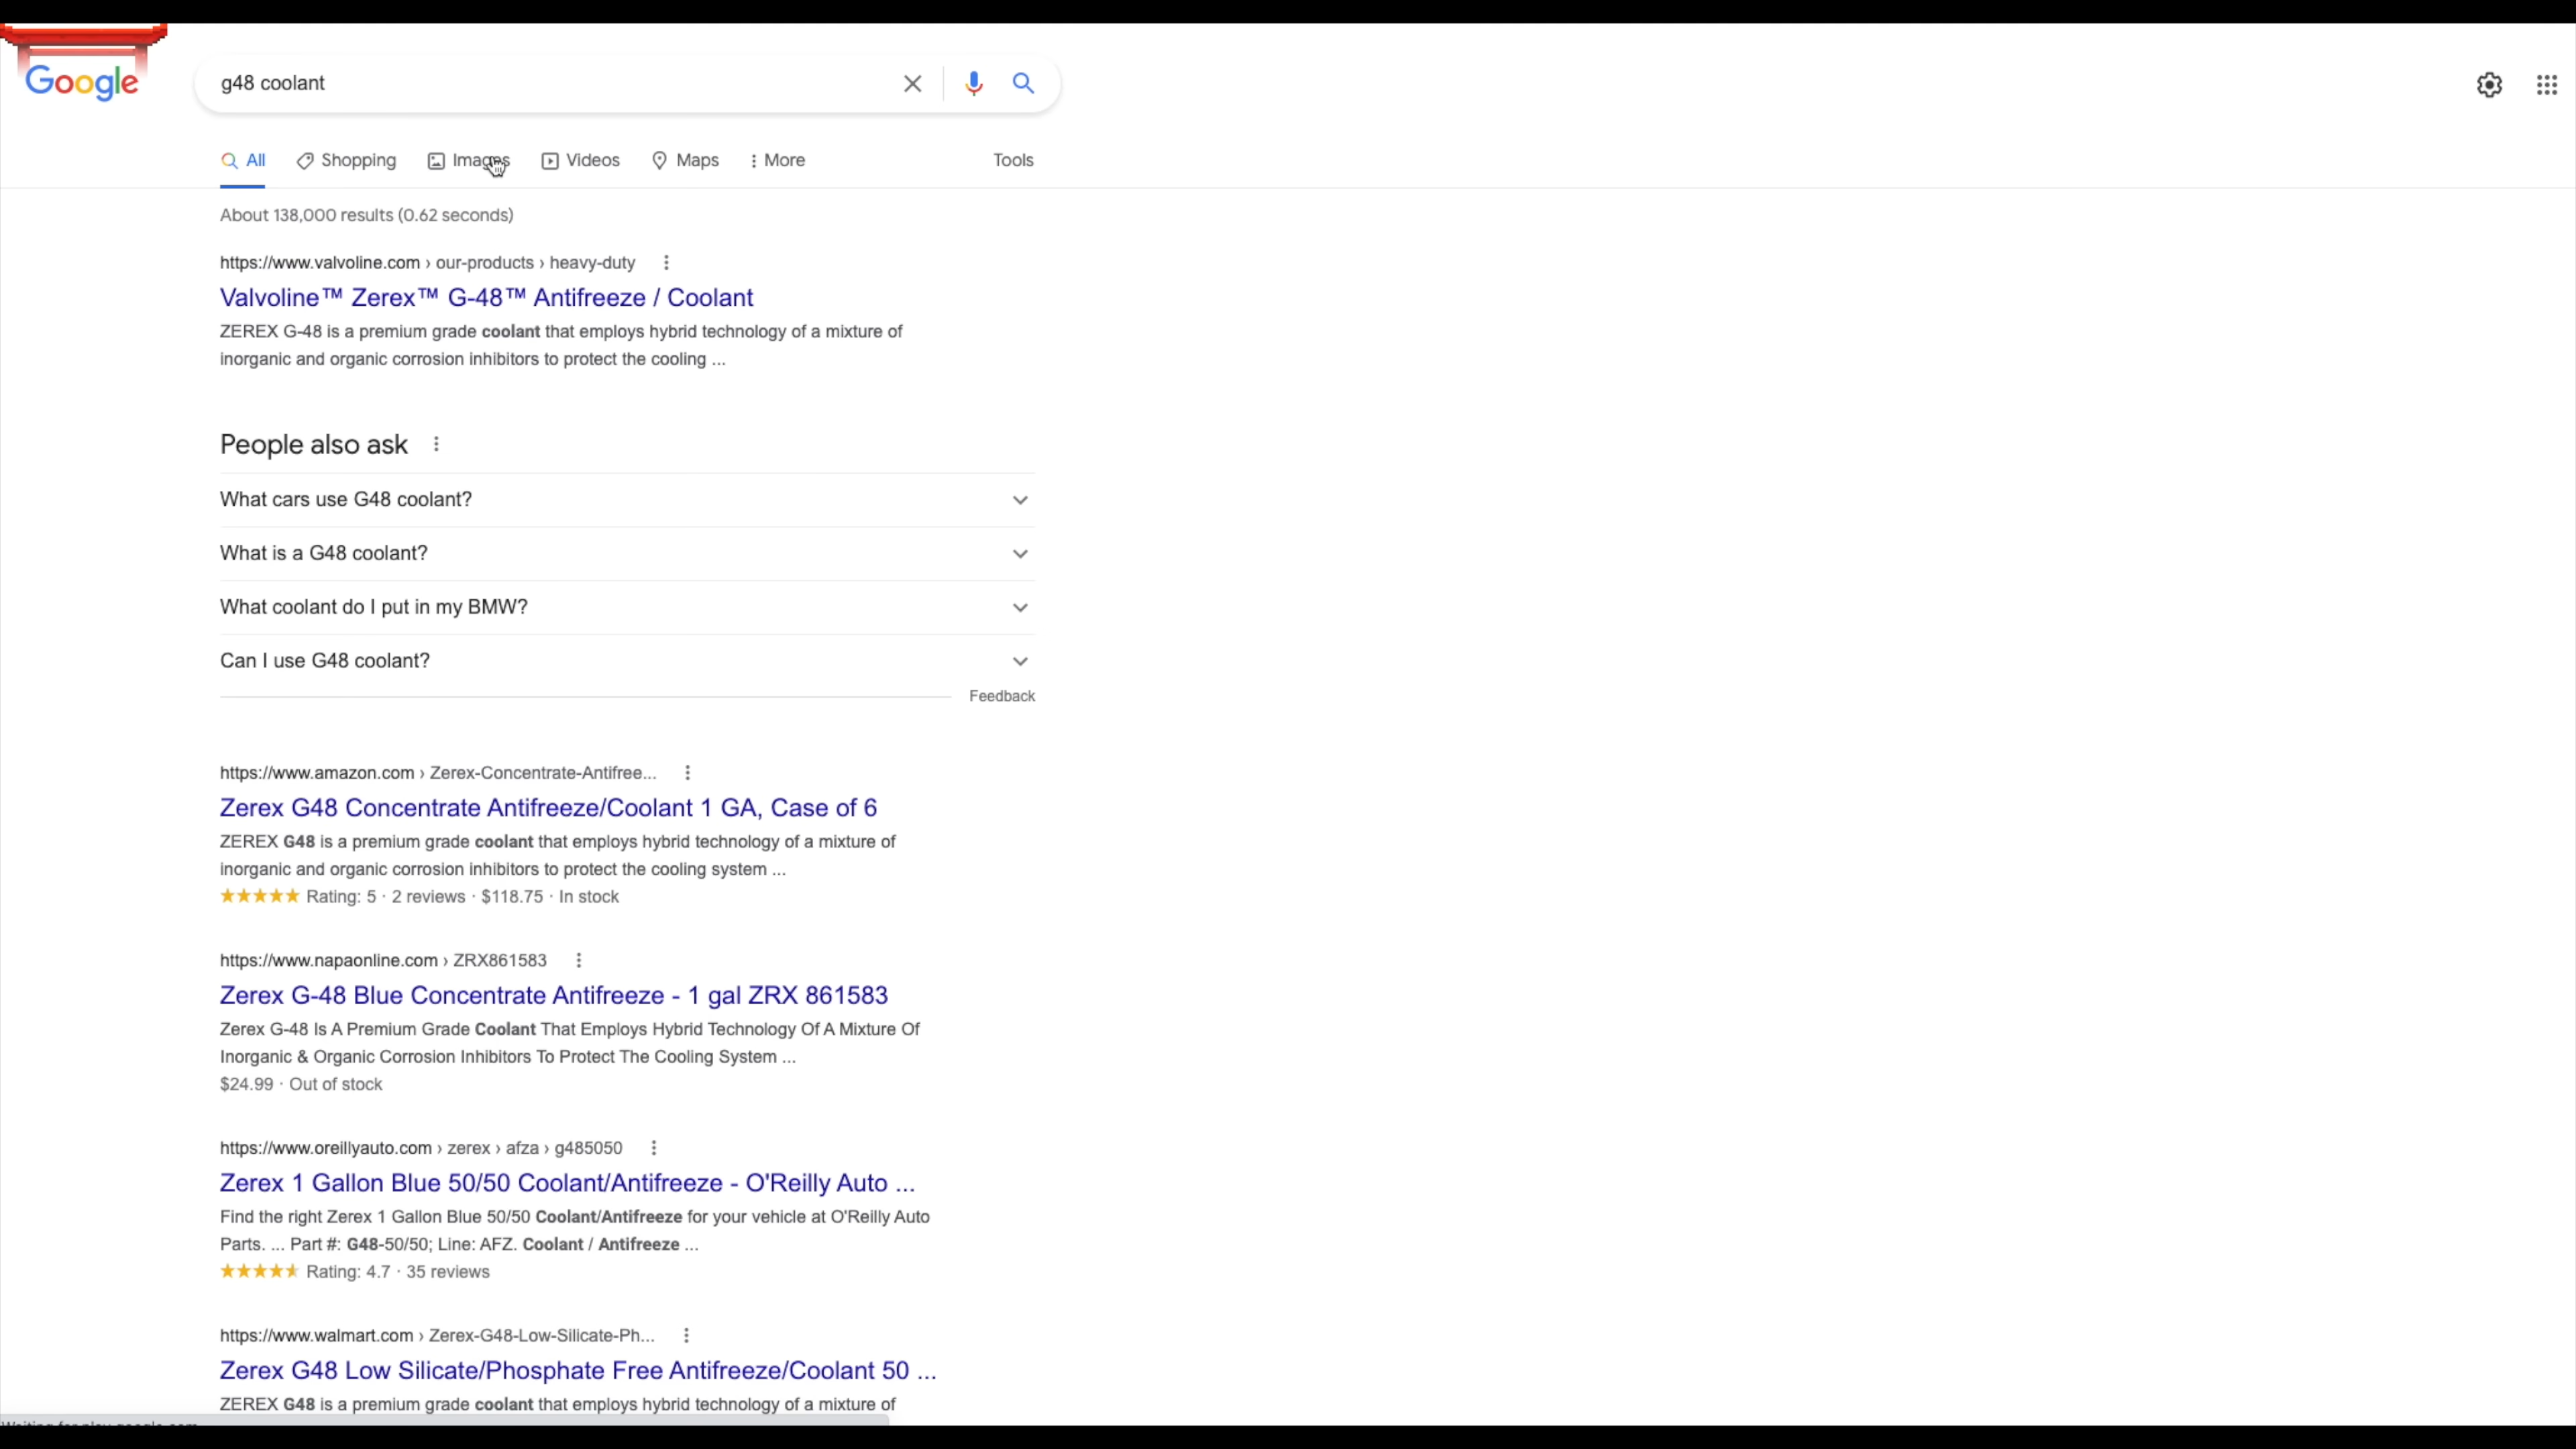 Google
g48 coolant
All Shopping Images Videos Maps More Tools
About 138,000 results (0.62 seconds)
https://www.valvoline.com › our-products › heavy-duty
Valvoline™ Zerex™ G-48™ Antifreeze / Coolant
ZEREX G-48 is a premium grade coolant that employs hybrid technology of a mixture of
inorganic and organic corrosion inhibitors to protect the cooling ...
People also ask
What cars use G48 coolant?
What is a G48 coolant?
What coolant do I put in my BMW?
Can I use G48 coolant?
Feedback
https://www.amazon.com › Zerex-Concentrate-Antifree...
Zerex G48 Concentrate Antifreeze/Coolant 1 GA, Case of 6
ZEREX G48 is a premium grade coolant that employs hybrid technology of a mixture of
inorganic and organic corrosion inhibitors to protect the cooling system ...
Rating: 5 · 2 reviews · $118.75 · In stock
https://www.napaonline.com › ZRX861583
Zerex G-48 Blue Concentrate Antifreeze - 1 gal ZRX 861583
Zerex G-48 Is A Premium Grade Coolant That Employs Hybrid Technology Of A Mixture Of
Inorganic & Organic Corrosion Inhibitors To Protect The Cooling System ...
$24.99 · Out of stock
https://www.oreillyauto.com › zerex › afza › g485050
Zerex 1 Gallon Blue 50/50 Coolant/Antifreeze - O'Reilly Auto ...
Find the right Zerex 1 Gallon Blue 50/50 Coolant/Antifreeze for your vehicle at O'Reilly Auto
Parts. ... Part #: G48-50/50; Line: AFZ. Coolant / Antifreeze ...
Rating: 4.7 · 35 reviews
https://www.walmart.com › Zerex-G48-Low-Silicate-Ph...
Zerex G48 Low Silicate/Phosphate Free Antifreeze/Coolant 50 ...
ZEREX G48 is a premium grade coolant that employs hybrid technology of a mixture of